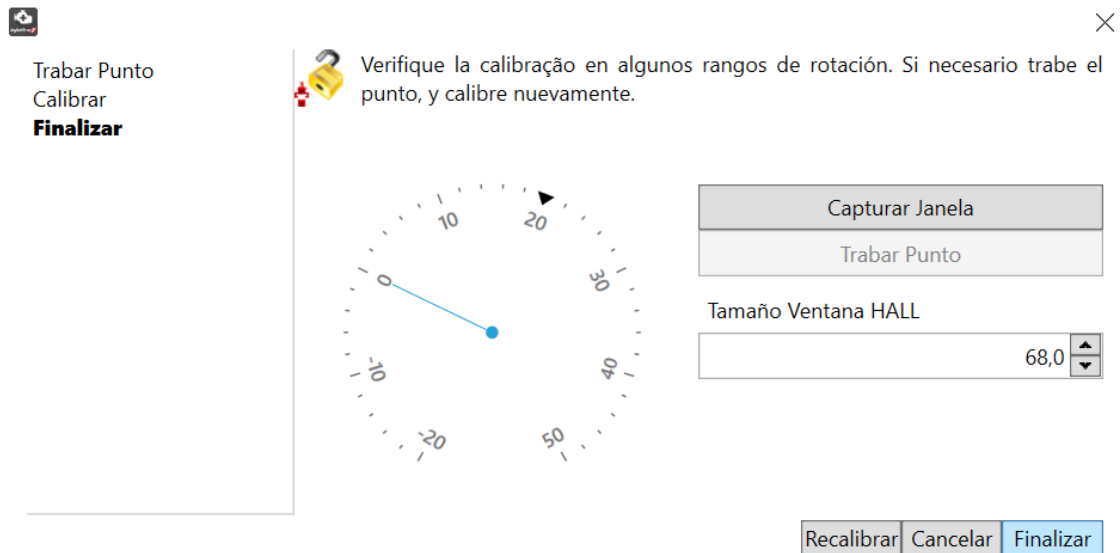 Trabar Punto
Calibrar
Finalizar
Verifique la calibração en algunos rangos de rotación. Si necesario trabe el
punto, y calibre nuevamente.
-20
-10
0
10
20
30
40
50
Capturar Janela
Trabar Punto
Tamaño Ventana HALL
68,0
Recalibrar Cancelar Finalizar